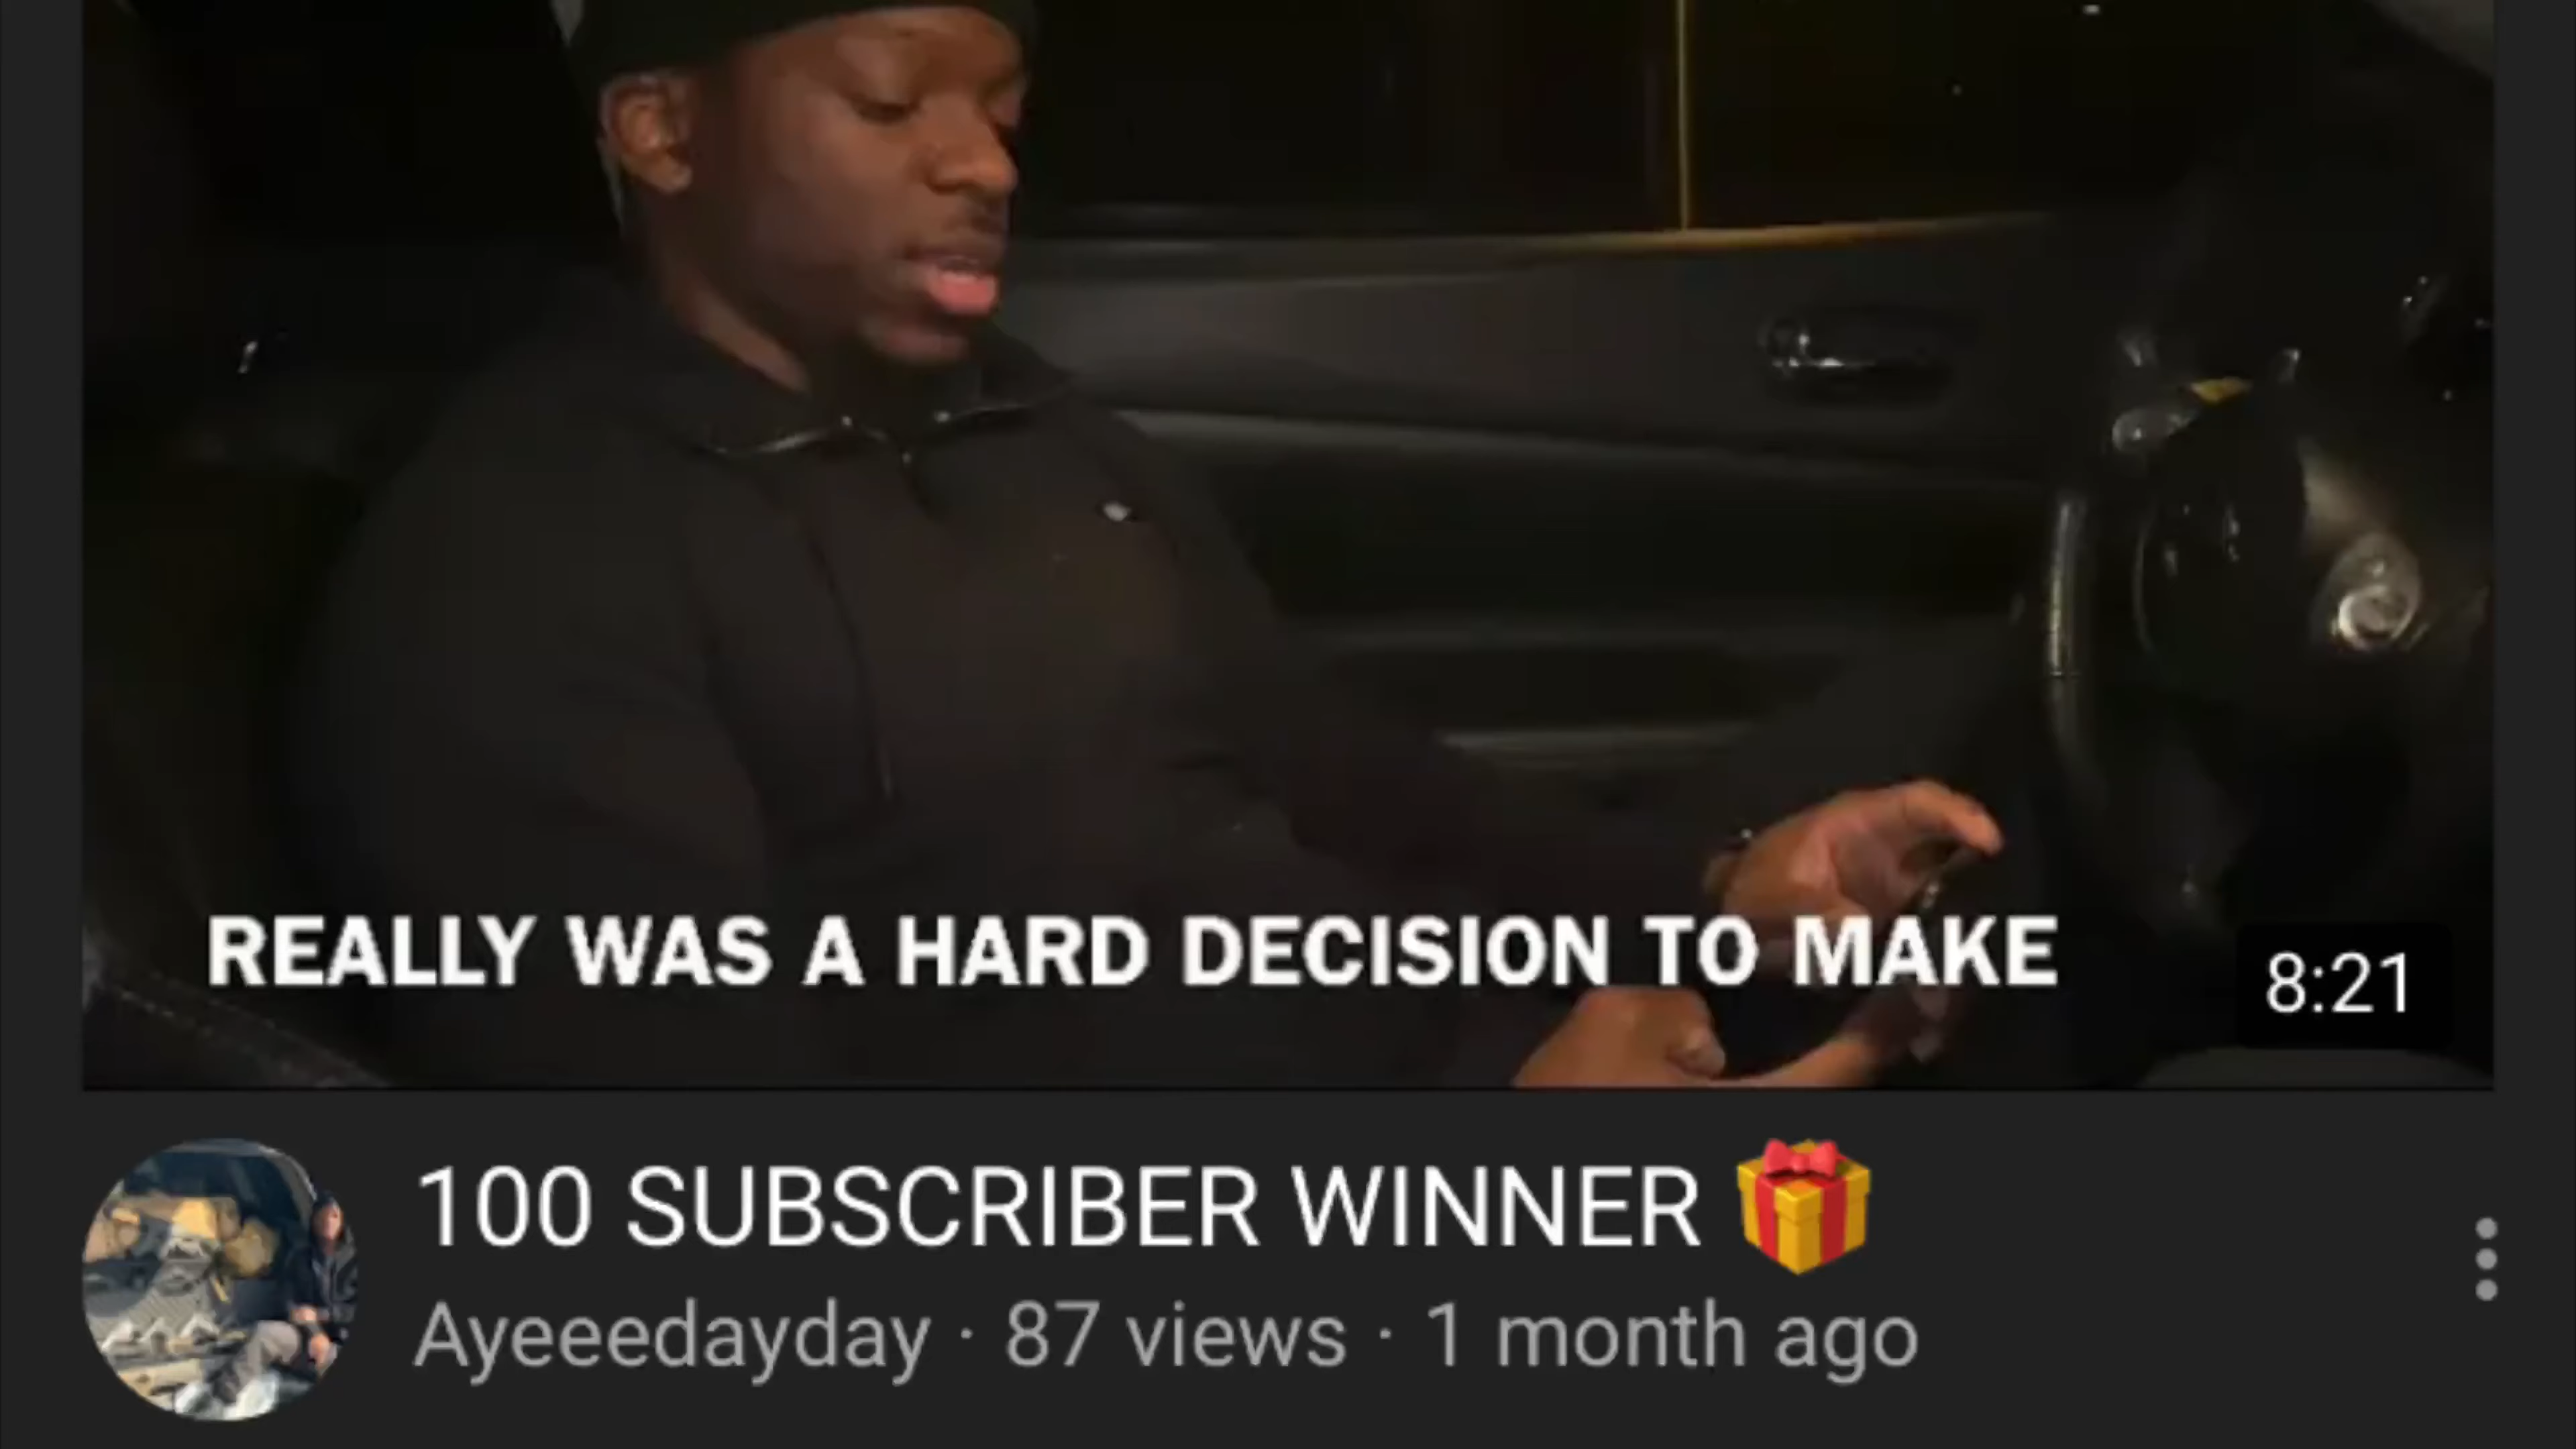 REALLY WAS A HARD DECISION TO MAKE
8:21
100 SUBSCRIBER WINNER 🎁
Ayeeedayday · 87 views · 1 month ago